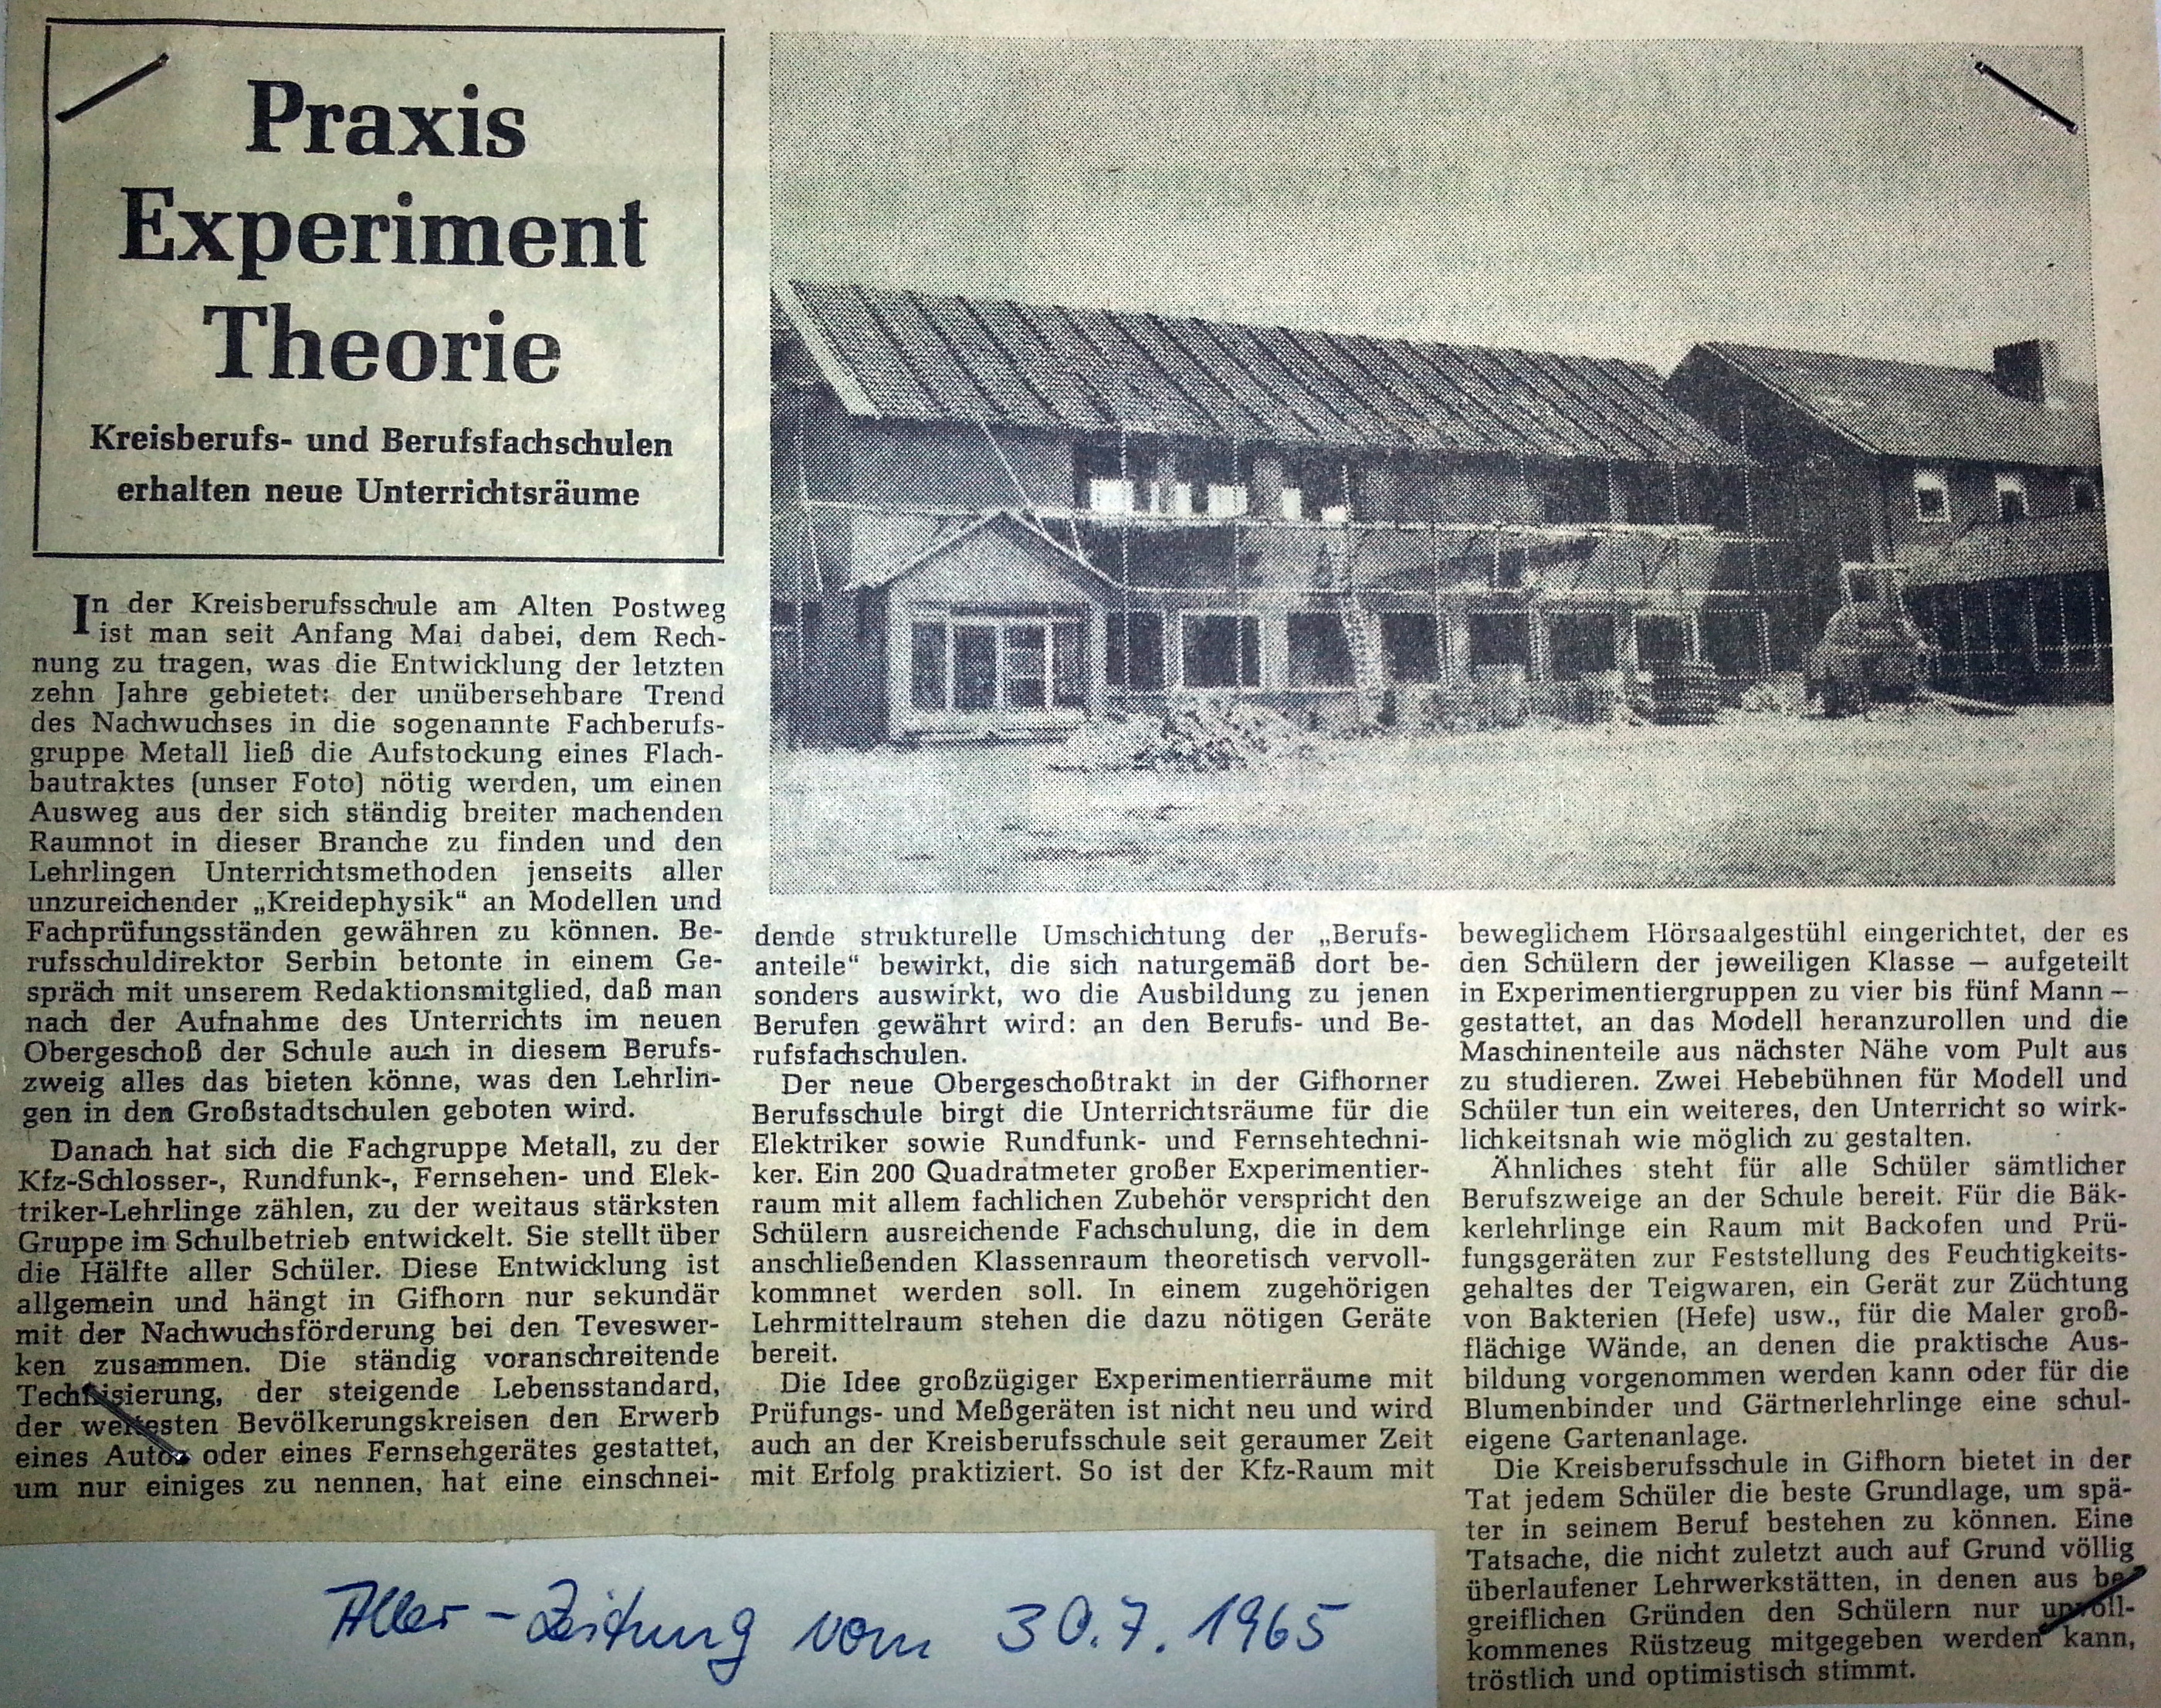 Praxis
Experiment
Theorie
Kreisberufs- und Berufsfachschulen
erhalten neue Unterrichtsräume
In der Kreisberufsschule am Alten Postweg
ist man seit Anfang Mai dabei, dem Rech-
nung zu tragen, was die Entwicklung der letzten
zehn Jahre gebietet: der unübersehbare Trend
des Nachwuchses in die sogenannte Fachberufs-
gruppe Metall ließ die Aufstockung eines Flach-
bautraktes (unser Foto) nötig werden, um einen
Ausweg aus der sich ständig breiter machenden
Raumnot in dieser Branche zu finden und den
Lehrlingen Unterrichtsmethoden jenseits aller
unzureichender „Kreidephysik“ an Modellen und
Fachprüfungsständen gewähren zu können. Be-
rufsschuldirektor Serbin betonte in einem Ge-
spräch mit unserem Redaktionsmitglied, daß man
nach der Aufnahme des Unterrichts im neuen
Obergeschoß der Schule auch in diesem Berufs-
zweig alles das bieten könne, was den Lehrlin-
gen in den Großstadtschulen geboten wird.
Danach hat sich die Fachgruppe Metall, zu der
Kfz-Schlosser-, Rundfunk-, Fernsehen- und Elek-
triker-Lehrlinge zählen, zu der weitaus stärksten
Gruppe im Schulbetrieb entwickelt. Sie stellt über
die Hälfte aller Schüler. Diese Entwicklung ist
allgemein und hängt in Gifhorn nur sekundär
mit der Nachwuchsförderung bei den Teveswer-
ken zusammen. Die ständig voranschreitende
Technisierung, der steigende Lebensstandard,
der weitesten Bevölkerungskreisen den Erwerb
eines Autos oder eines Fernsehgerätes gestattet,
um nur einiges zu nennen, hat eine einschnei-
dende strukturelle Umschichtung der „Berufs-
anteile“ bewirkt, die sich naturgemäß dort be-
sonders auswirkt, wo die Ausbildung zu jenen
Berufen gewährt wird: an den Berufs- und Be-
rufsfachschulen.
Der neue Obergeschoßtrakt in der Gifhorner
Berufsschule birgt die Unterrichtsräume für die
Elektriker sowie Rundfunk- und Fernsehtechni-
ker. Ein 200 Quadratmeter großer Experimentier-
raum mit allem fachlichen Zubehör verspricht den
Schülern ausreichende Fachschulung, die in dem
anschließenden Klassenraum theoretisch vervoll-
kommnet werden soll. In einem zugehörigen
Lehrmittelraum stehen die dazu nötigen Geräte
bereit.
Die Idee großzügiger Experimentierräume mit
Prüfungs- und Meßgeräten ist nicht neu und wird
auch an der Kreisberufsschule seit geraumer Zeit
mit Erfolg praktiziert. So ist der Kfz-Raum mit
beweglichem Hörsaalgestühl eingerichtet, der es
den Schülern der jeweiligen Klasse — aufgeteilt
in Experimentiergruppen zu vier bis fünf Mann —
gestattet, an das Modell heranzurollen und die
Maschinenteile aus nächster Nähe vom Pult aus
zu studieren. Zwei Hebebühnen für Modell und
Schüler tun ein weiteres, den Unterricht so wirk-
lichkeitsnah wie möglich zu gestalten.
Ähnliches steht für alle Schüler sämtlicher
Berufszweige an der Schule bereit. Für die Bäk-
kerlehrlinge ein Raum mit Backofen und Prü-
fungsgeräten zur Feststellung des Feuchtigkeits-
gehaltes der Teigwaren, ein Gerät zur Züchtung
von Bakterien (Hefe) usw., für die Maler groß-
flächige Wände, an denen die praktische Aus-
bildung vorgenommen werden kann oder für die
Blumenbinder und Gärtnerlehrlinge eine schul-
eigene Gartenanlage.
Die Kreisberufsschule in Gifhorn bietet in der
Tat jedem Schüler die beste Grundlage, um spä-
ter in seinem Beruf bestehen zu können. Eine
Tatsache, die nicht zuletzt auch auf Grund völlig
überlaufener Lehrwerkstätten, in denen aus be-
greiflichen Gründen den Schülern nur unvoll-
kommenes Rüstzeug mitgegeben werden kann,
tröstlich und optimistisch stimmt.
Aller-Zeitung vom 30.7.1965